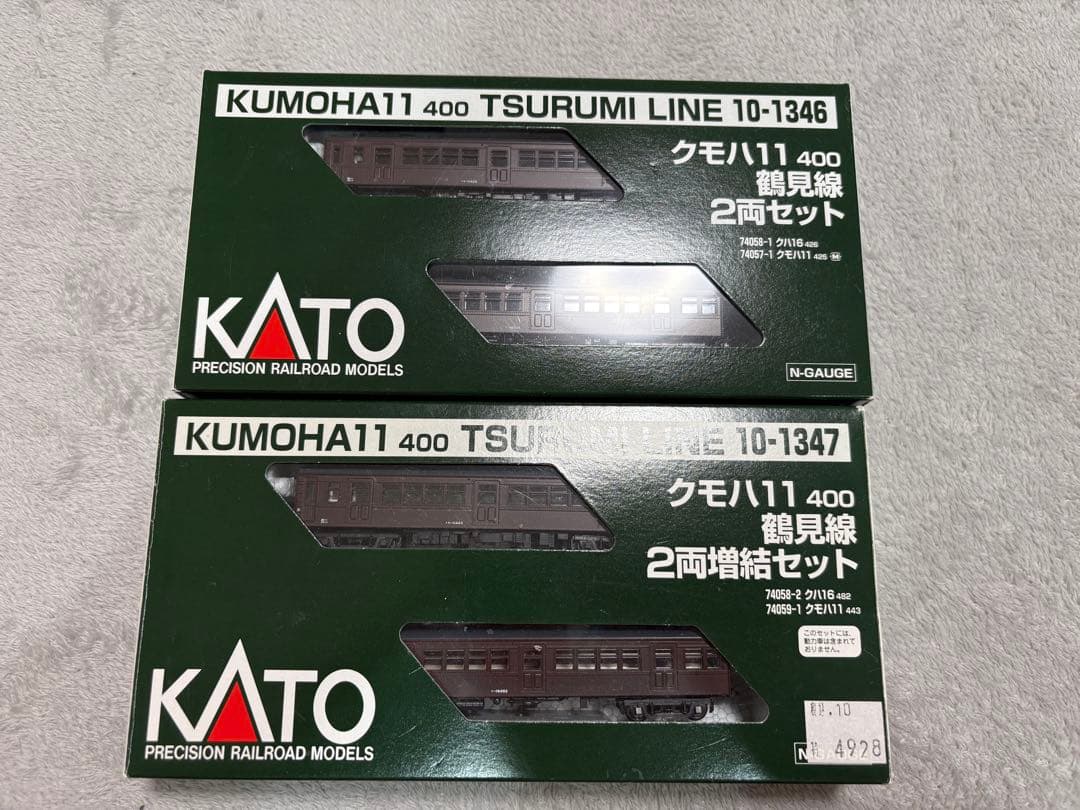 KUMOHA11 400 TSURUMI LINE 10-1346
クモハ11 400
鶴見線
2両セット
74058-1 クハ16 426
74057-1 クモハ11 425 M
KATO
PRECISION RAILROAD MODELS
N-GAUGE
KUMOHA11 400 TSURUMI LINE 10-1347
クモハ11 400
鶴見線
2両増結セット
74058-2 クハ16 482
74059-1 クモハ11 443
このセットには、
動力車は含まれて
おりません。
KATO
PRECISION RAILROAD MODELS
.10
4928